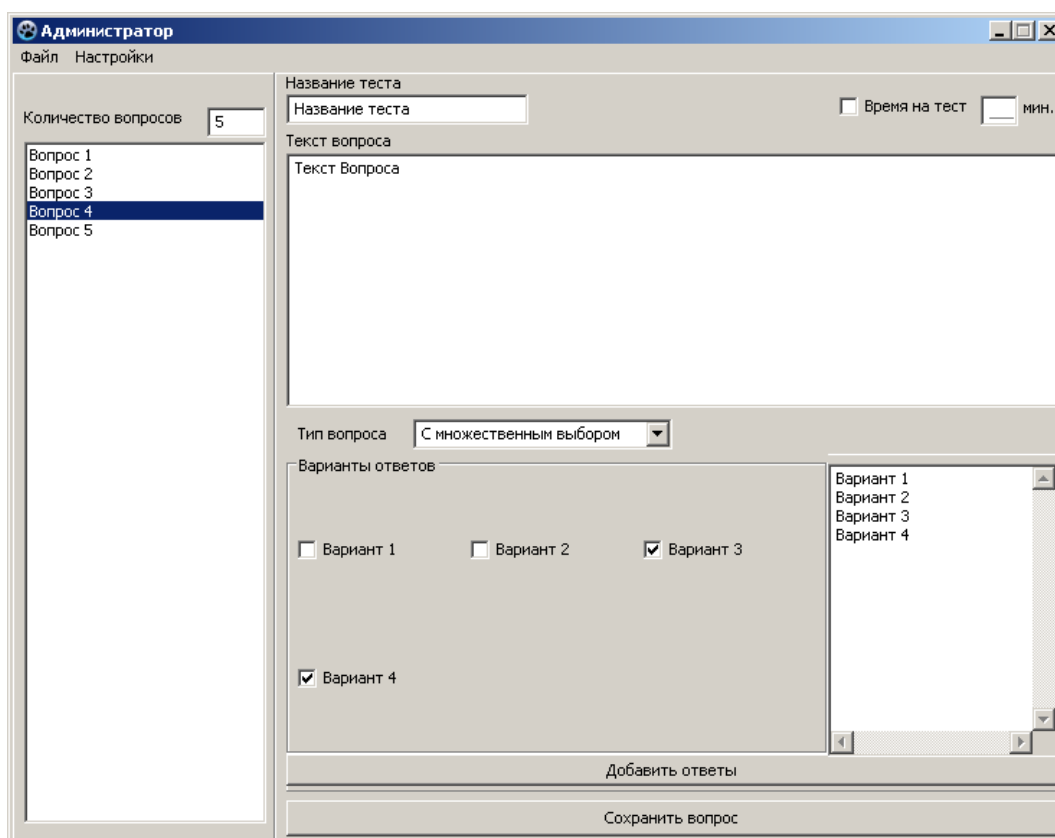 Администратор
Файл Настройки
Количество вопросов 5
Вопрос 1
Вопрос 2
Вопрос 3
Вопрос 4
Вопрос 5
Название теста
Название теста
Время на тест __ мин.
Текст вопроса
Текст Вопроса
Тип вопроса С множественным выбором
Варианты ответов
Вариант 1 Вариант 2 Вариант 3
Вариант 4
Вариант 1
Вариант 2
Вариант 3
Вариант 4
Добавить ответы
Сохранить вопрос